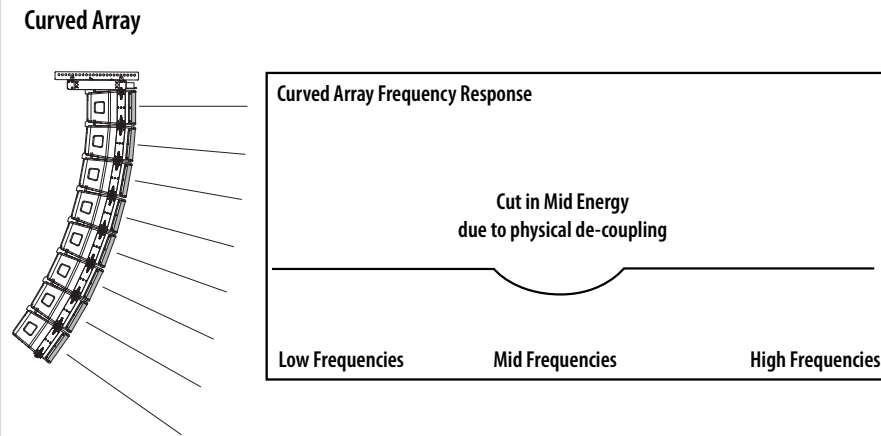 Curved Array
Curved Array Frequency Response
Cut in Mid Energy
due to physical de-coupling
Low Frequencies
Mid Frequencies
High Frequencies